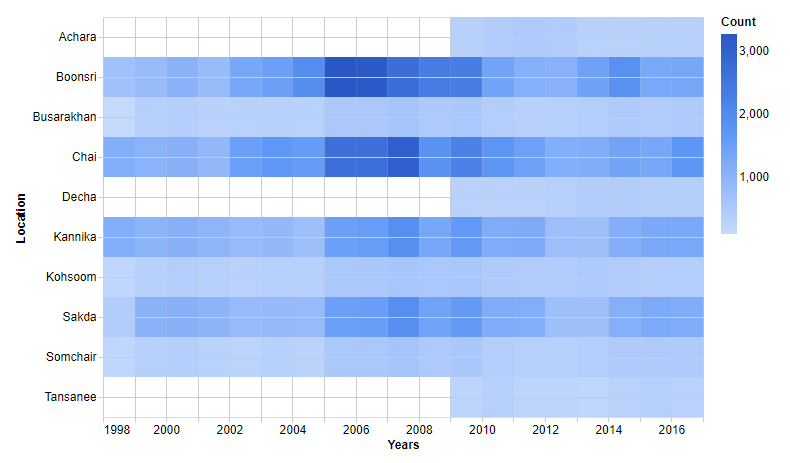 Count
3,000
2,000
1,000
Location
Achara
Boonsri
Busarakhan
Chai
Decha
Kannika
Kohsoom
Sakda
Somchair
Tansanee
1998 2000 2002 2004 2006 2008 2010 2012 2014 2016
Years